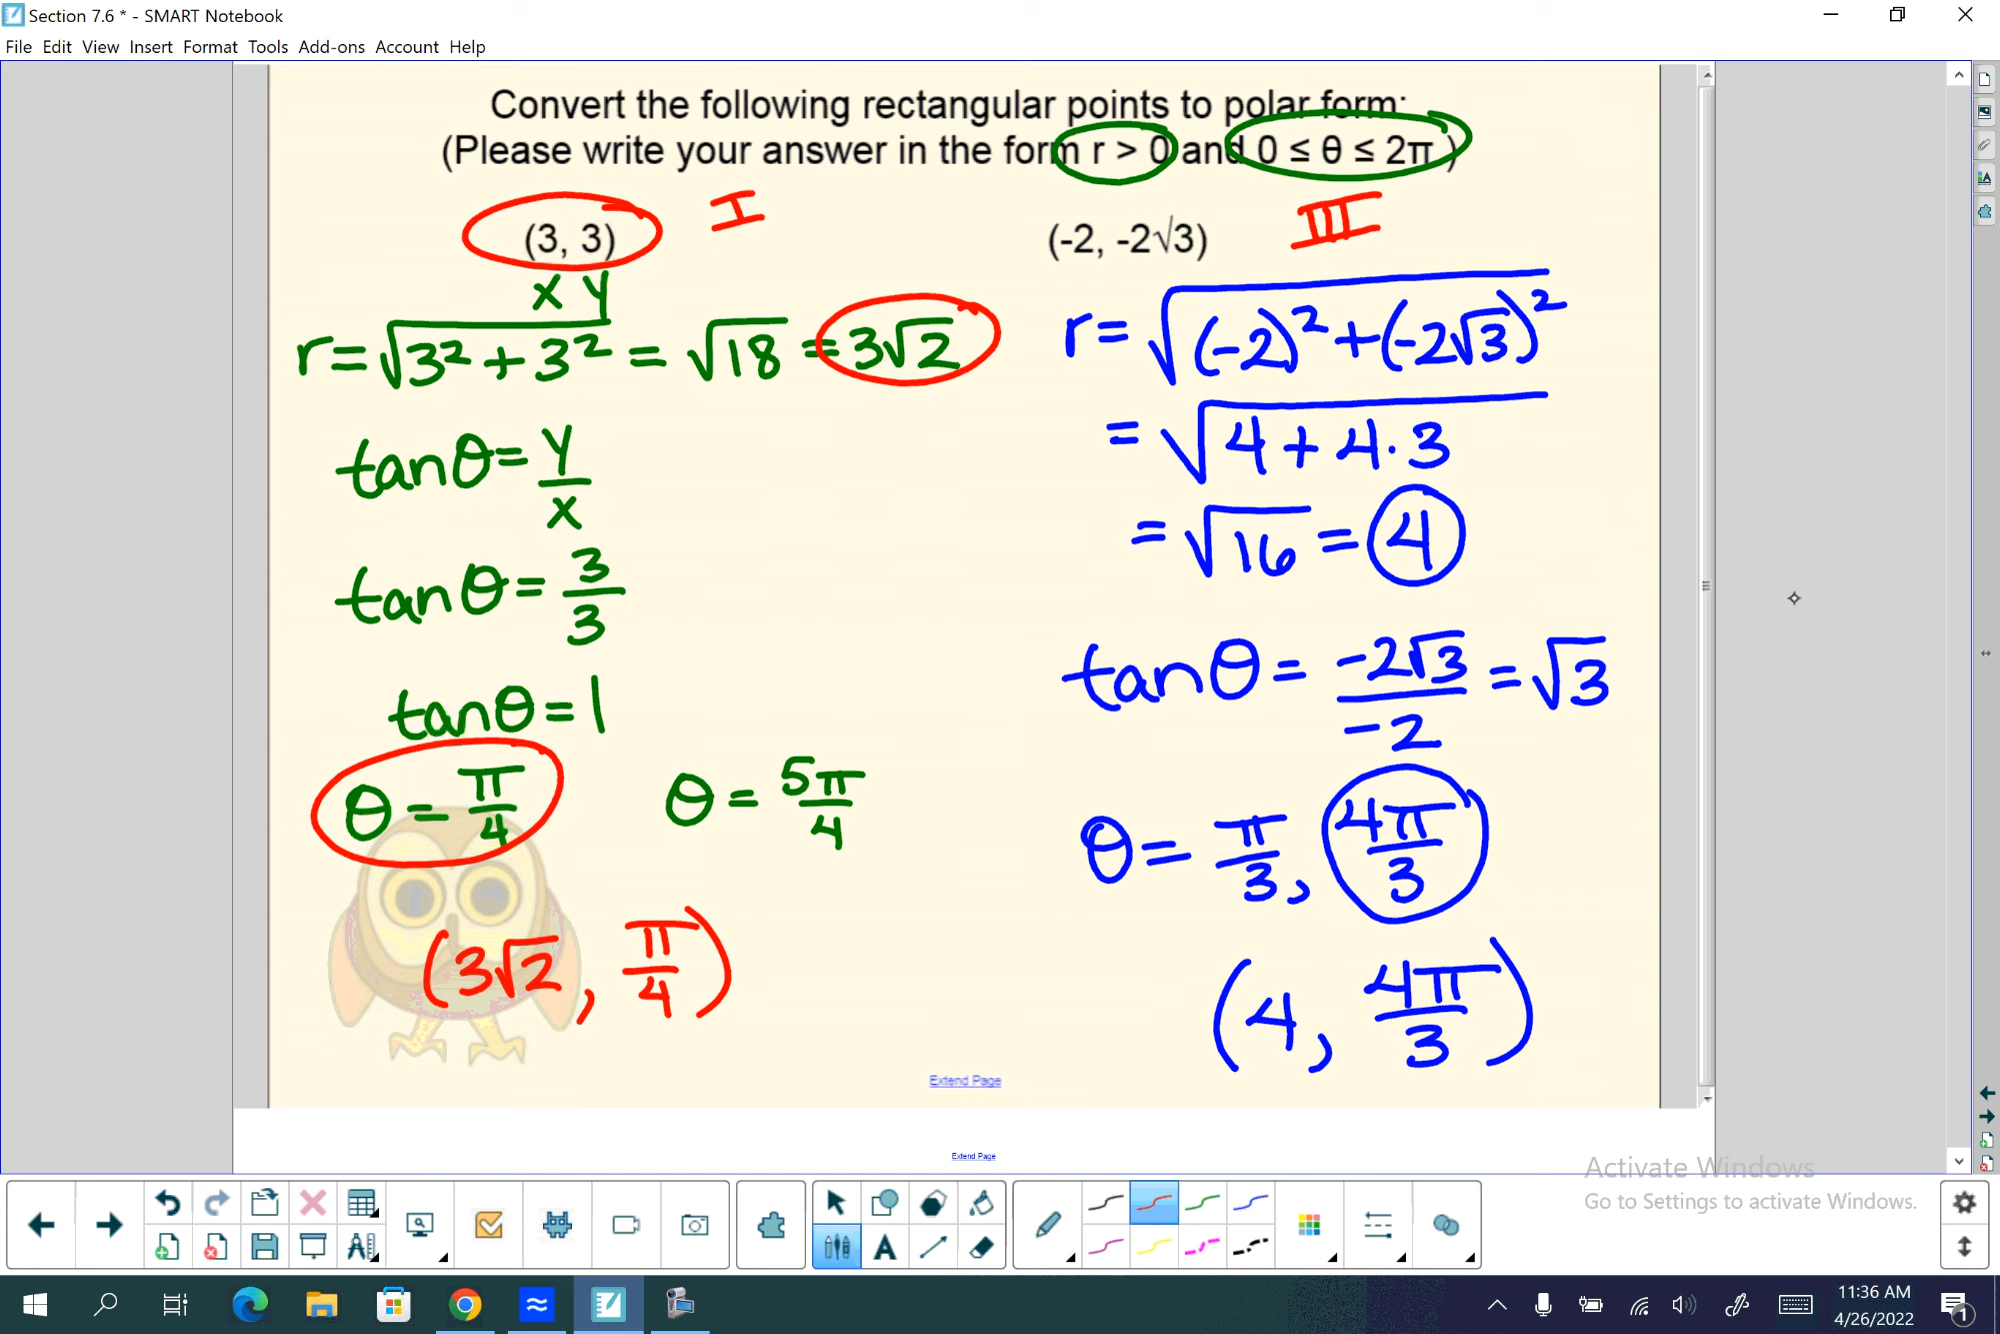 Section 7.6 * - SMART Notebook
File Edit View Insert Format Tools Add-ons Account Help
Convert the following rectangular points to polar form:
(Please write your answer in the form r > 0 and 0 ≤ θ ≤ 2π )
(3, 3) I
x y
r = √3² + 3² = √18 = 3√2
tanθ = y/x
tanθ = 3/3
tanθ = 1
θ = π/4 θ = 5π/4
(3√2, π/4)
(-2, -2√3) III
r = √(-2)² + (-2√3)²
= √4 + 4·3
= √16 = 4
tanθ = -2√3/-2 = √3
θ = π/3, 4π/3
(4, 4π/3)
Extend Page
Extend Page
Activate Windows
Go to Settings to activate Windows.
A
11:36 AM
4/26/2022
1